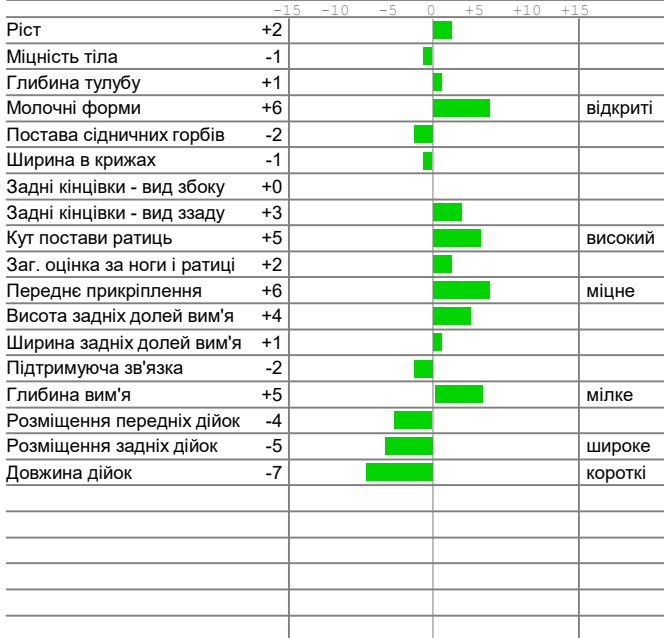 -15 -10 -5 0 +5 +10 +15
Ріст +2
Міцність тіла -1
Глибина тулубу +1
Молочні форми +6 відкриті
Постава сідничних горбів -2
Ширина в крижах -1
Задні кінцівки - вид збоку +0
Задні кінцівки - вид ззаду +3
Кут постави ратиць +5 високий
Заг. оцінка за ноги і ратиці +2
Переднє прикріплення +6 міцне
Висота задніх долей вим'я +4
Ширина задніх долей вим'я +1
Підтримуюча зв'язка -2
Глибина вим'я +5 мілке
Розміщення передніх дійок -4
Розміщення задніх дійок -5 широке
Довжина дійок -7 короткі